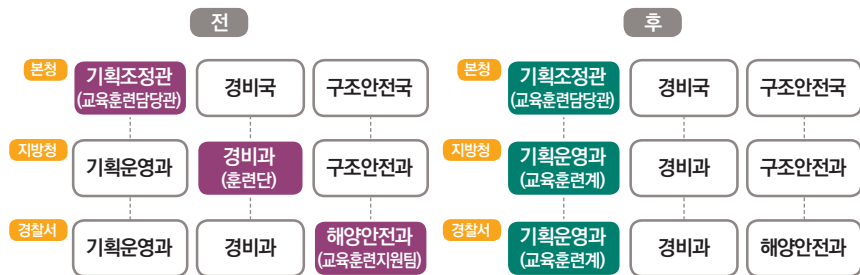 전
본청
기획조정관
(교육훈련담당관)
경비국
구조안전국
지방청
기획운영과
경비과
(훈련단)
구조안전과
경찰서
기획운영과
경비과
해양안전과
(교육훈련지원팀)
후
본청
기획조정관
(교육훈련담당관)
경비국
구조안전국
지방청
기획운영과
(교육훈련계)
경비과
구조안전과
경찰서
기획운영과
(교육훈련계)
경비과
해양안전과